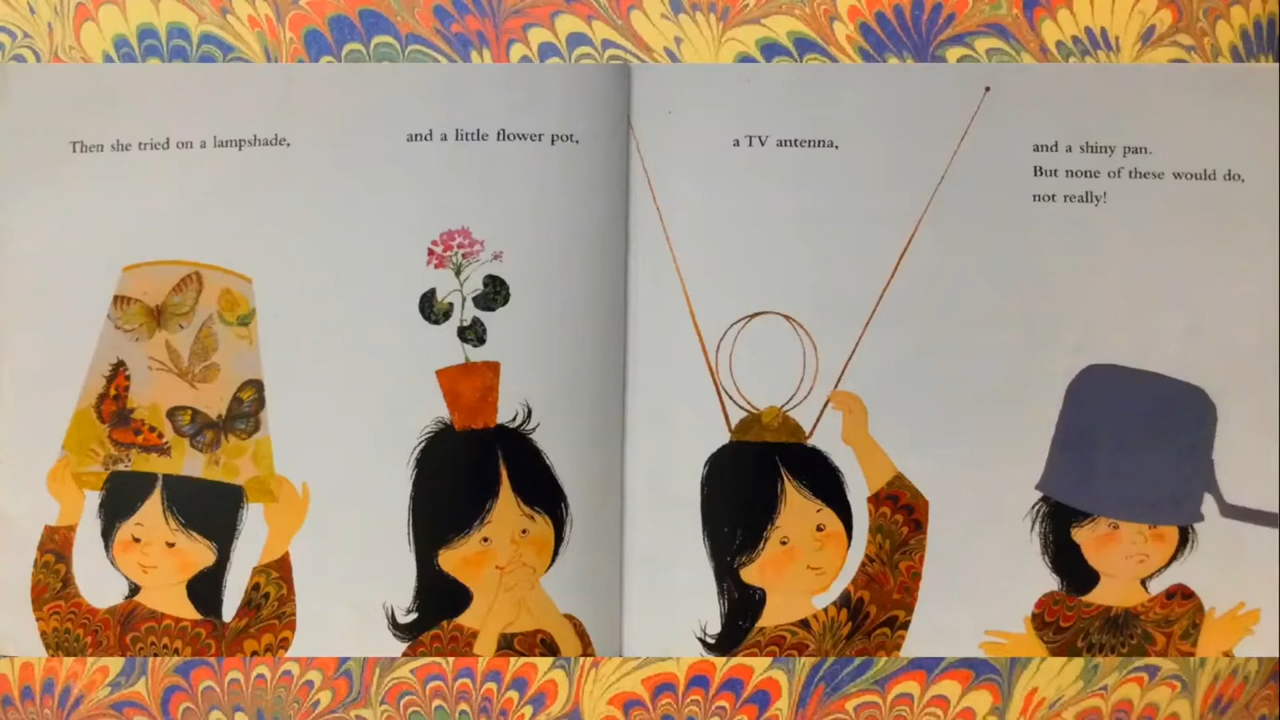 Then she tried on a lampshade,
and a little flower pot,
a TV antenna,
and a shiny pan.
But none of these would do,
not really!